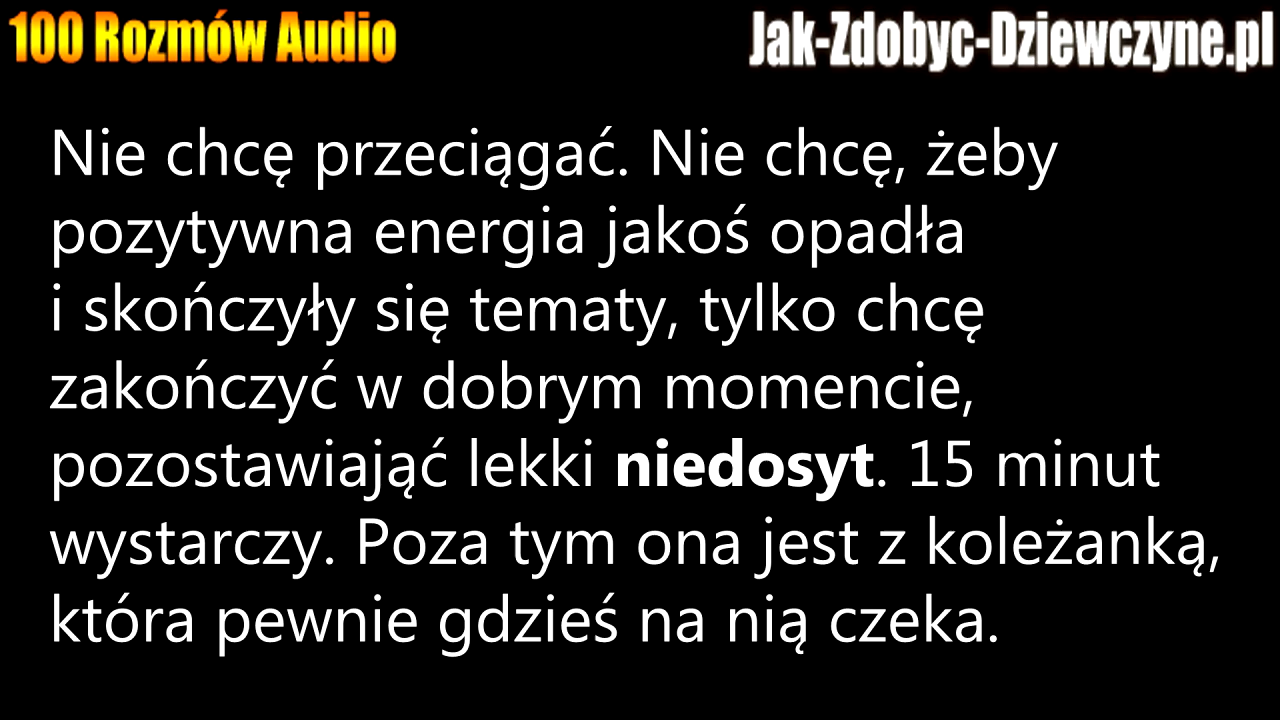 100 Rozmów Audio
Jak-Zdobyc-Dziewczyne.pl
Nie chcę przeciągać. Nie chcę, żeby
pozytywna energia jakoś opadła
i skończyły się tematy, tylko chcę
zakończyć w dobrym momencie,
pozostawiająć lekki niedosyt. 15 minut
wystarczy. Poza tym ona jest z koleżanką,
która pewnie gdzieś na nią czeka.